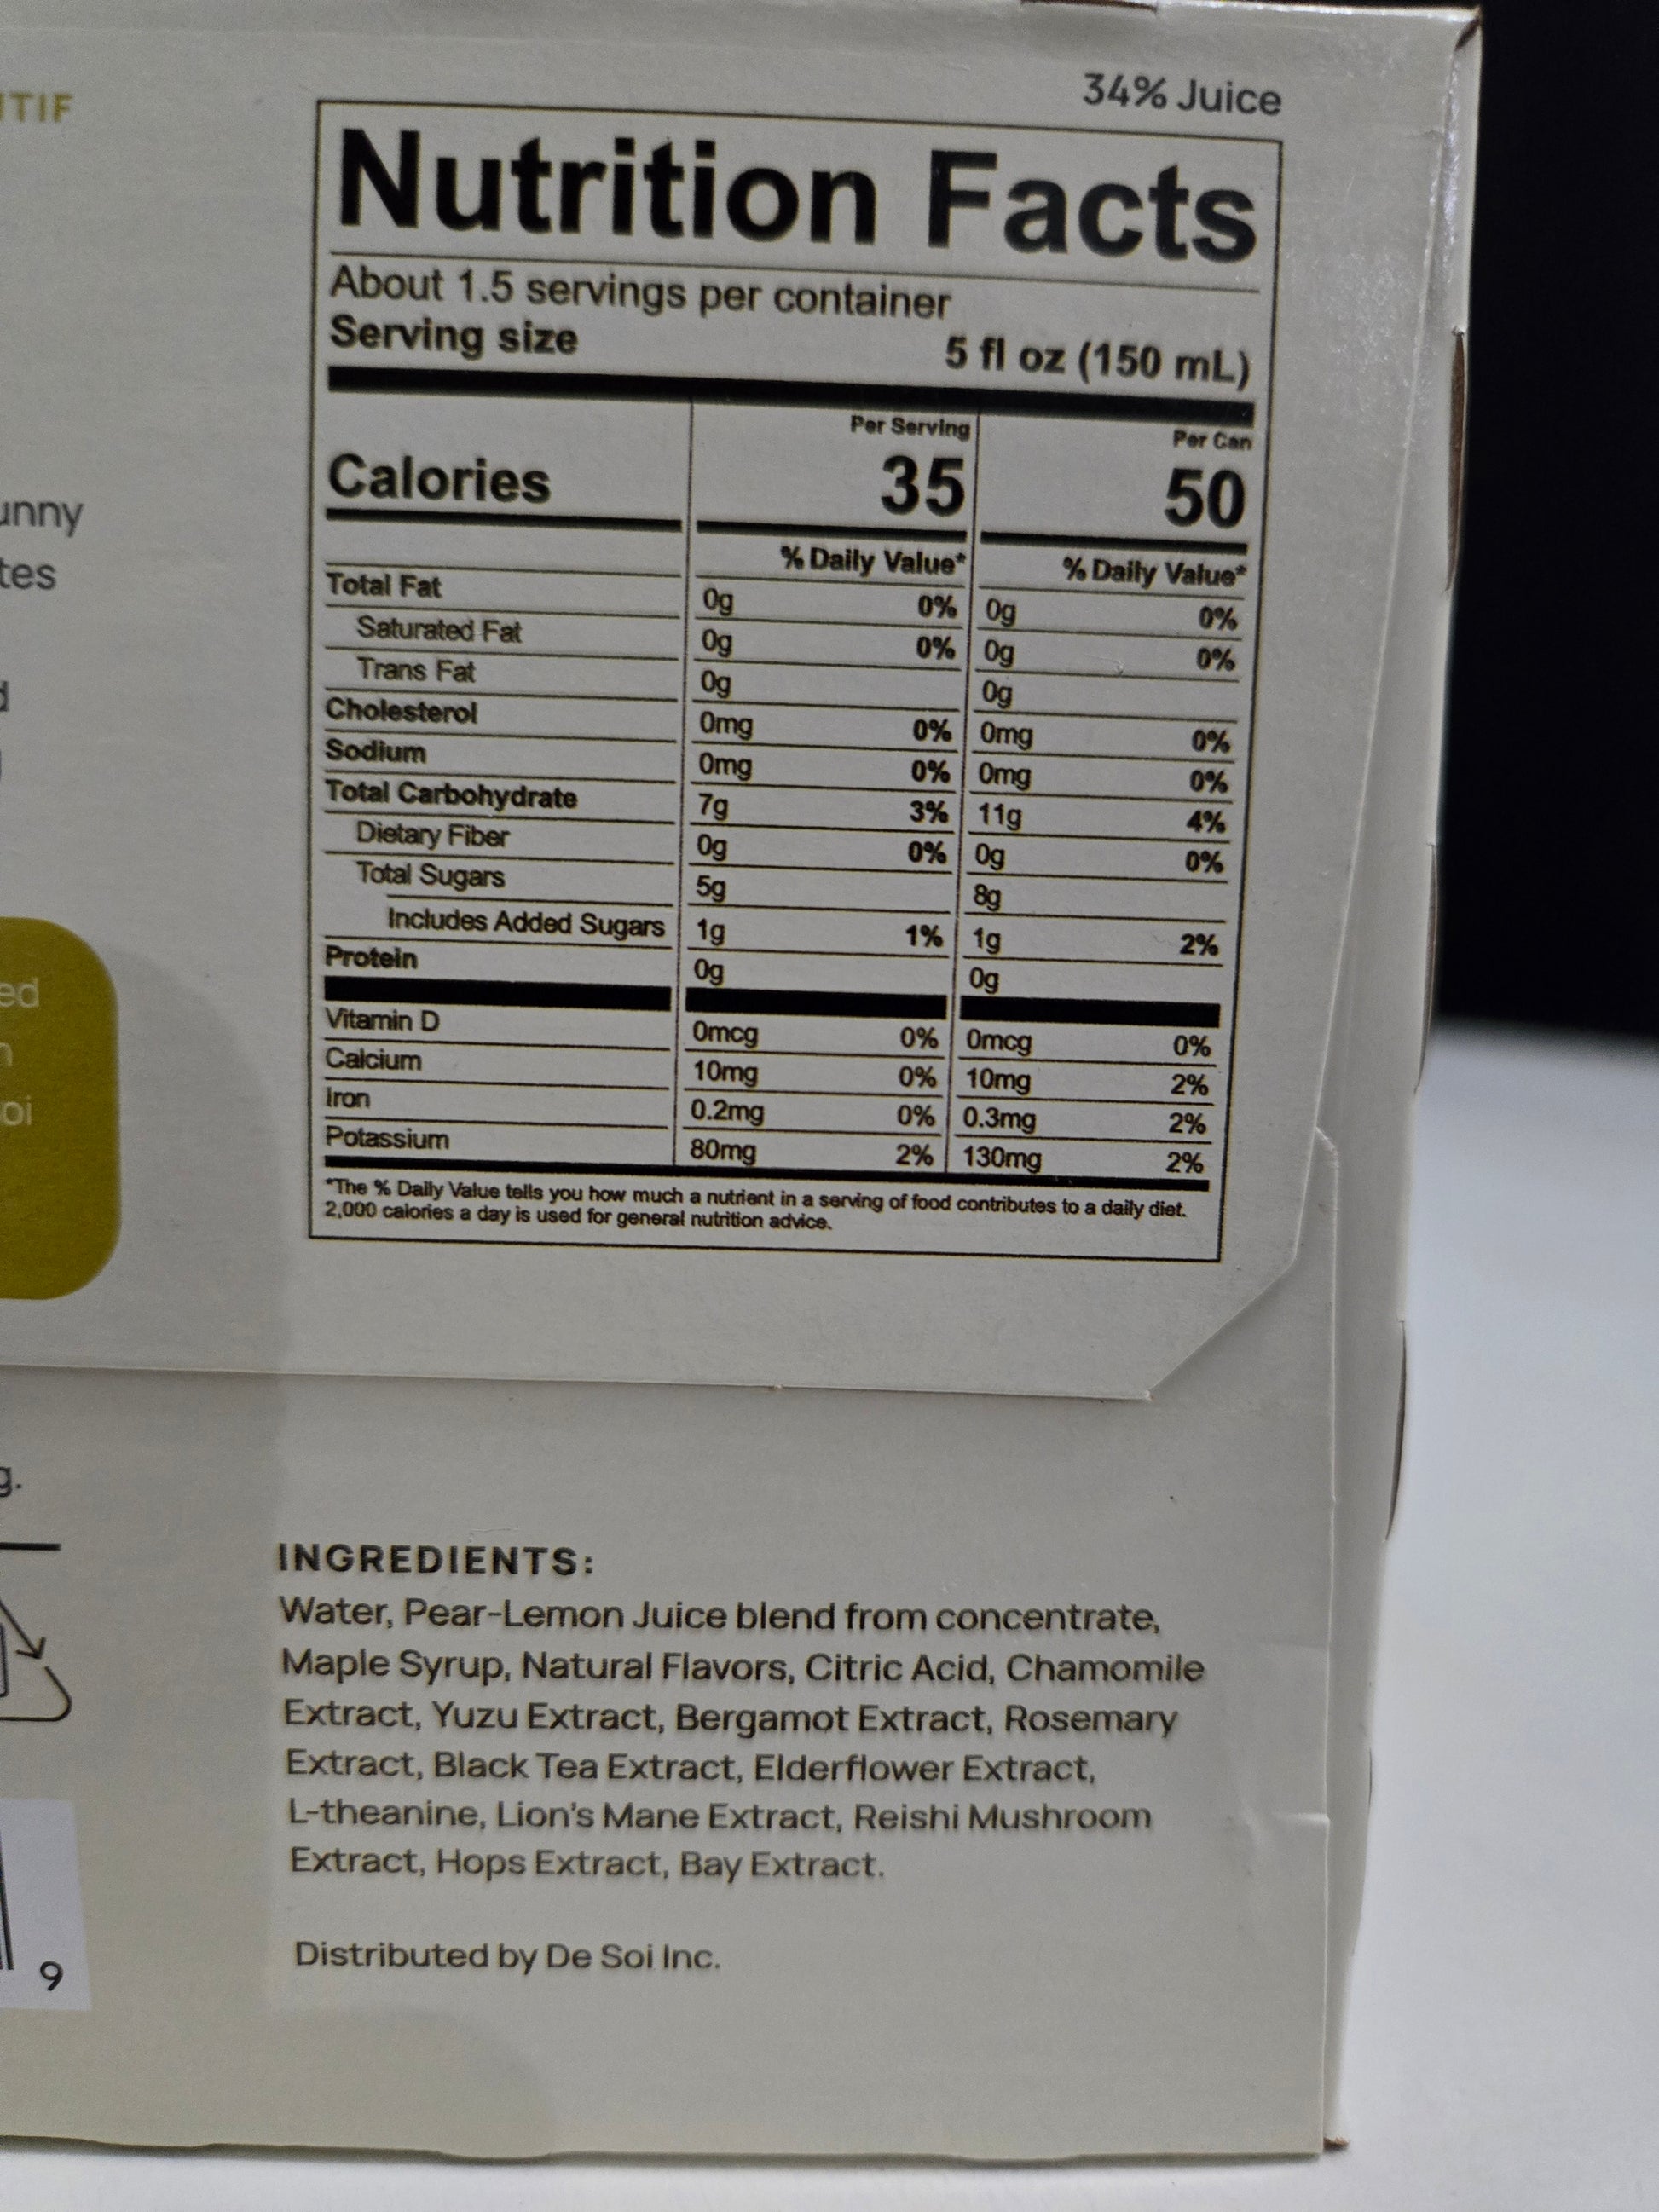 34% Juice
Nutrition Facts
About 1.5 servings per container
Serving size 5 fl oz (150 mL)
Per Serving Per Can
Calories 35 50
% Daily Value* % Daily Value*
Total Fat 0g 0% 0g 0%
Saturated Fat 0g 0% 0g 0%
Trans Fat 0g 0g
Cholesterol 0mg 0% 0mg 0%
Sodium 0mg 0% 0mg 0%
Total Carbohydrate 7g 3% 11g 4%
Dietary Fiber 0g 0% 0g 0%
Total Sugars 5g 8g
Includes Added Sugars 1g 1% 1g 2%
Protein 0g 0g
Vitamin D 0mcg 0% 0mcg 0%
Calcium 10mg 0% 10mg 2%
Iron 0.2mg 0% 0.3mg 2%
Potassium 80mg 2% 130mg 2%
*The % Daily Value tells you how much a nutrient in a serving of food contributes to a daily diet.
2,000 calories a day is used for general nutrition advice.
INGREDIENTS:
Water, Pear-Lemon Juice blend from concentrate,
Maple Syrup, Natural Flavors, Citric Acid, Chamomile
Extract, Yuzu Extract, Bergamot Extract, Rosemary
Extract, Black Tea Extract, Elderflower Extract,
L-theanine, Lion's Mane Extract, Reishi Mushroom
Extract, Hops Extract, Bay Extract.
Distributed by De Soi Inc.
9